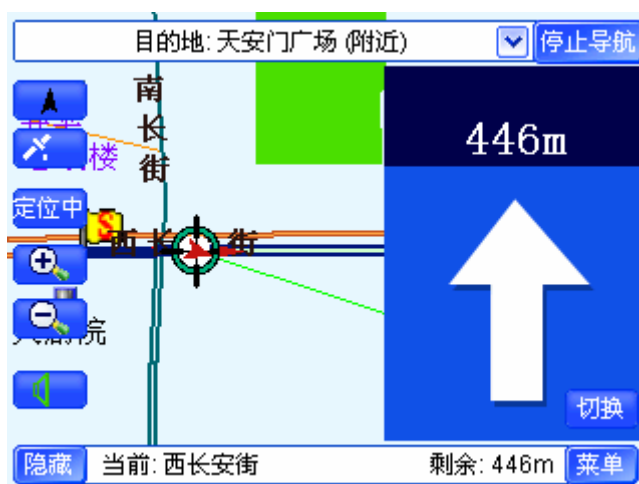 目的地: 天安门广场 (附近)
停止导航
446m
南长街
楼
定位中
S
西长 街
院
切换
隐藏
当前: 西长安街
剩余: 446m
菜单